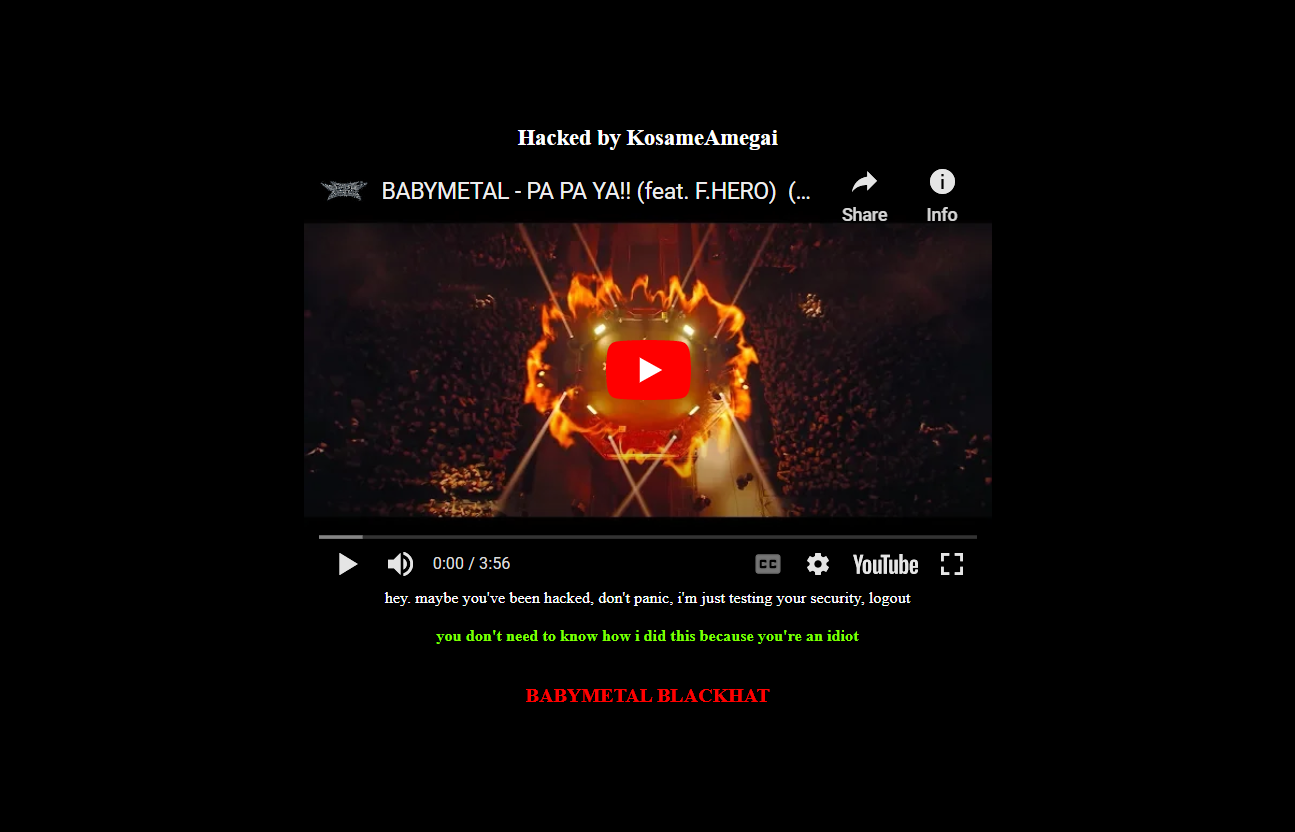 Hacked by KosameAmegai
BABYMETAL - PA PA YA!! (feat. F.HERO) (...
Share
Info
0:00 / 3:56
CC
YouTube
hey. maybe you've been hacked, don't panic, i'm just testing your security, logout
you don't need to know how i did this because you're an idiot
BABYMETAL BLACKHAT